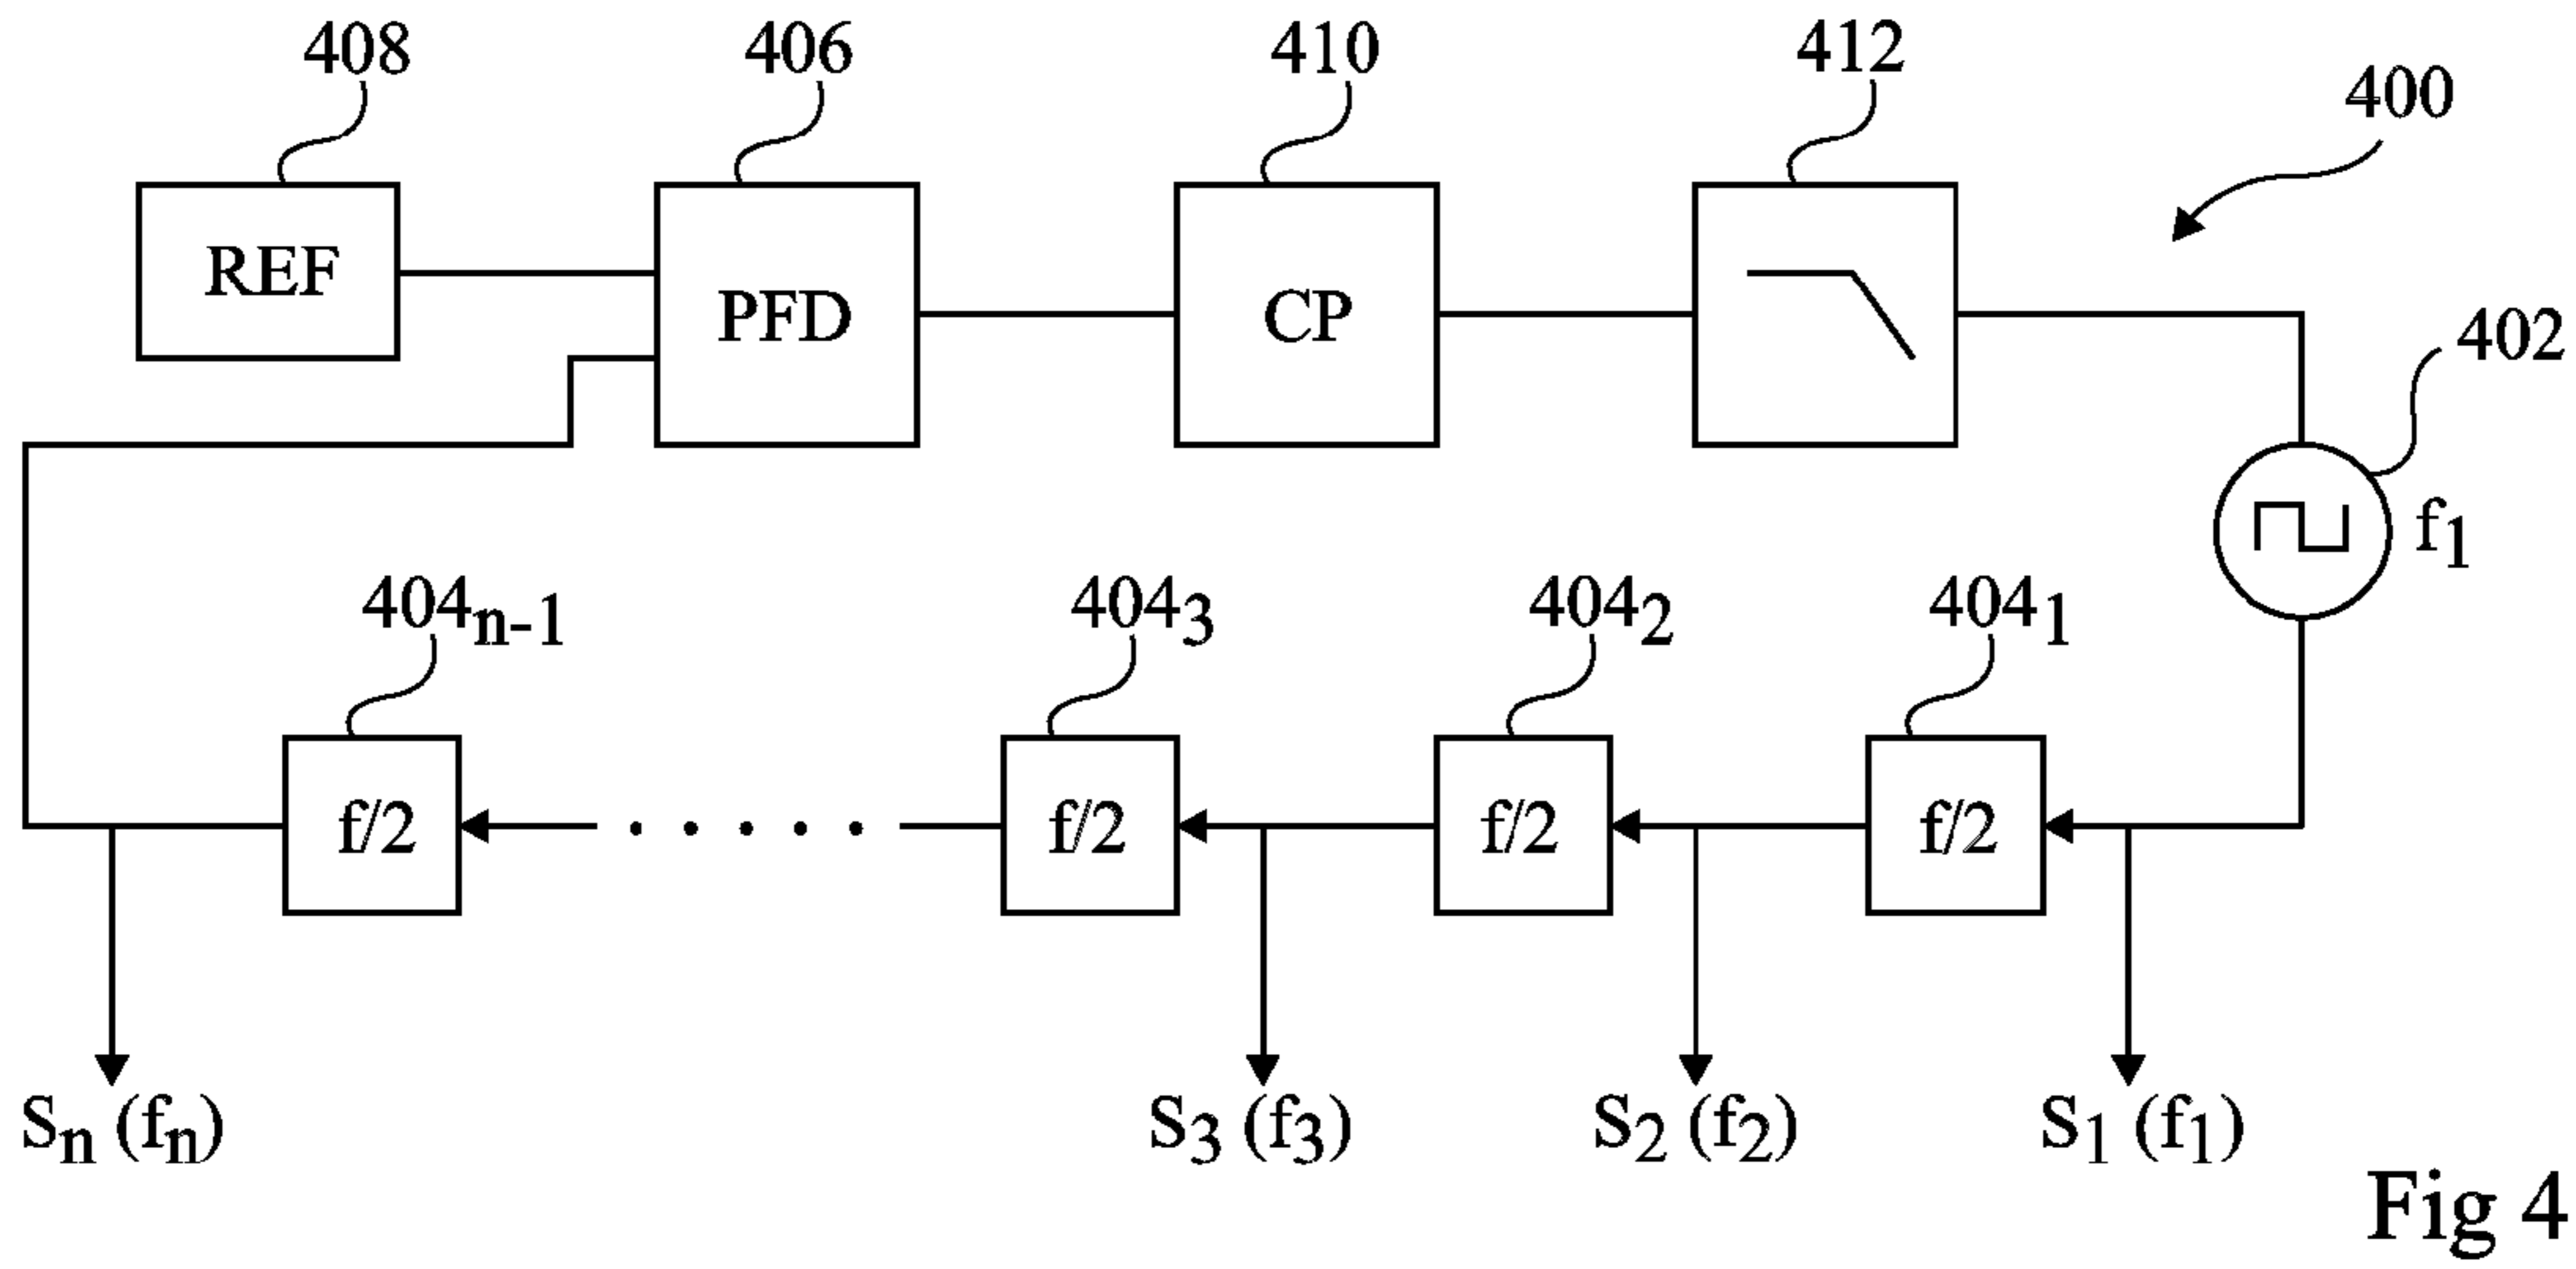 408
406
410
412
400
REF
PFD
CP
402
f1
404n-1
4043
4042
4041
f/2
f/2
f/2
f/2
Sn (fn)
S3 (f3)
S2 (f2)
S1 (f1)
Fig 4